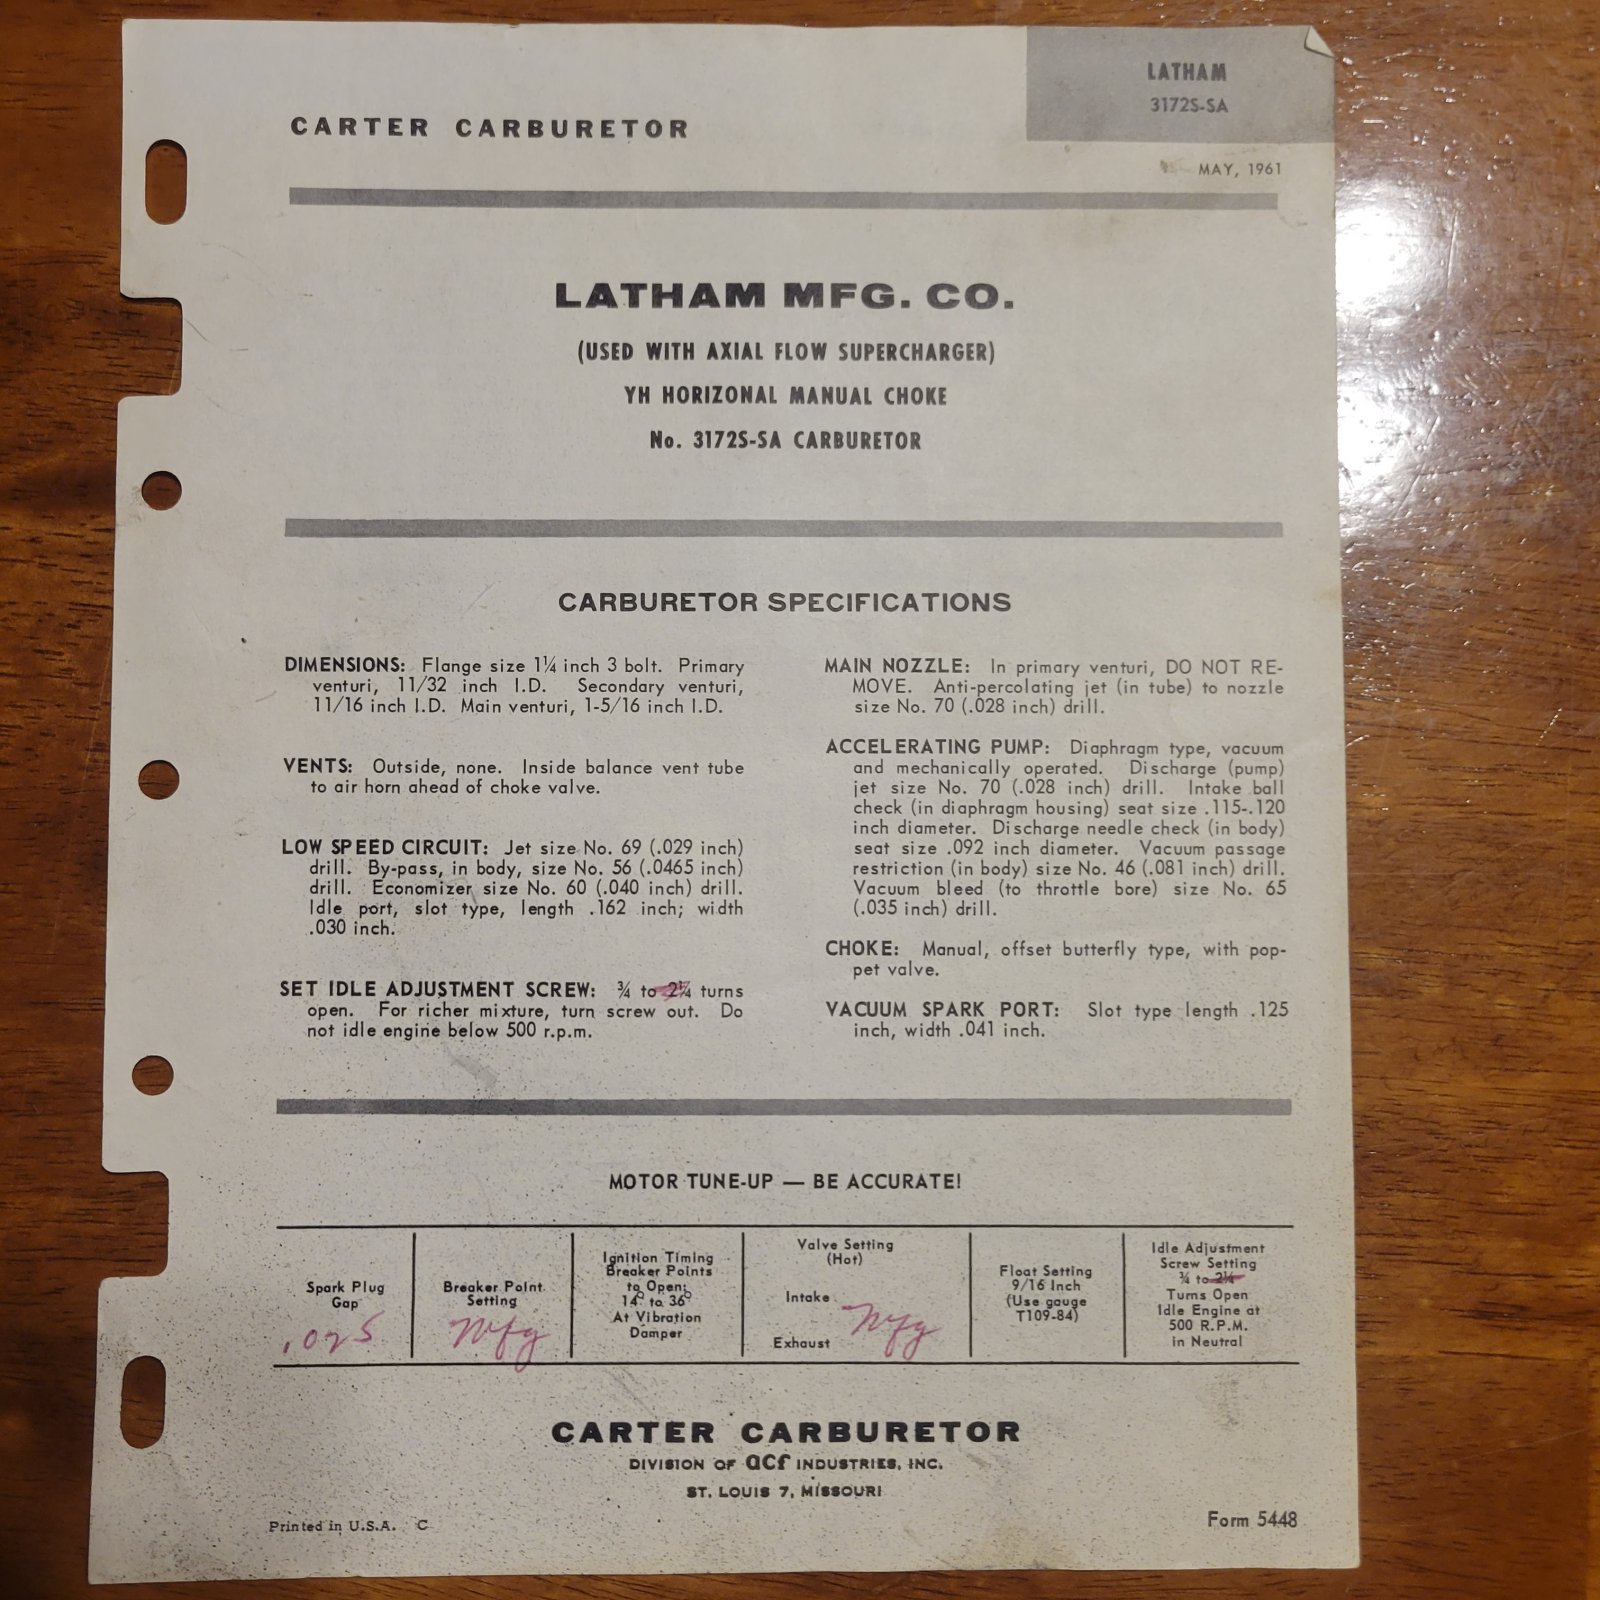 LATHAM
3172S-SA
CARTER CARBURETOR
MAY, 1961
LATHAM MFG. CO.
(USED WITH AXIAL FLOW SUPERCHARGER)
YH HORIZONAL MANUAL CHOKE
No. 3172S-SA CARBURETOR
CARBURETOR SPECIFICATIONS
DIMENSIONS: Flange size 1¼ inch 3 bolt. Primary
venturi, 11/32 inch I.D. Secondary venturi,
11/16 inch I.D. Main venturi, 1-5/16 inch I.D.
VENTS: Outside, none. Inside balance vent tube
to air horn ahead of choke valve.
LOW SPEED CIRCUIT: Jet size No. 69 (.029 inch)
drill. By-pass, in body, size No. 56 (.0465 inch)
drill. Economizer size No. 60 (.040 inch) drill.
Idle port, slot type, length .162 inch; width
.030 inch.
SET IDLE ADJUSTMENT SCREW: ¾ to 2¼ turns
open. For richer mixture, turn screw out. Do
not idle engine below 500 r.p.m.
MAIN NOZZLE: In primary venturi, DO NOT RE-
MOVE. Anti-percolating jet (in tube) to nozzle
size No. 70 (.028 inch) drill.
ACCELERATING PUMP: Diaphragm type, vacuum
and mechanically operated. Discharge (pump)
jet size No. 70 (.028 inch) drill. Intake ball
check (in diaphragm housing) seat size .115-.120
inch diameter. Discharge needle check (in body)
seat size .092 inch diameter. Vacuum passage
restriction (in body) size No. 46 (.081 inch) drill.
Vacuum bleed (to throttle bore) size No. 65
(.035 inch) drill.
CHOKE: Manual, offset butterfly type, with pop-
pet valve.
VACUUM SPARK PORT: Slot type length .125
inch, width .041 inch.
MOTOR TUNE-UP — BE ACCURATE!
Spark Plug
Gap
.025
Breaker Point
Setting
Mfg
Ignition Timing
Breaker Points
to Open:
14° to 36°
At Vibration
Damper
Valve Setting
(Hot)
Intake
Mfg
Exhaust
Float Setting
9/16 Inch
(Use gauge
T109-84)
Idle Adjustment
Screw Setting
¾ to 2¼
Turns Open
Idle Engine at
500 R.P.M.
in Neutral
CARTER CARBURETOR
DIVISION OF acf INDUSTRIES, INC.
ST. LOUIS 7, MISSOURI
Printed in U.S.A. C
Form 5448